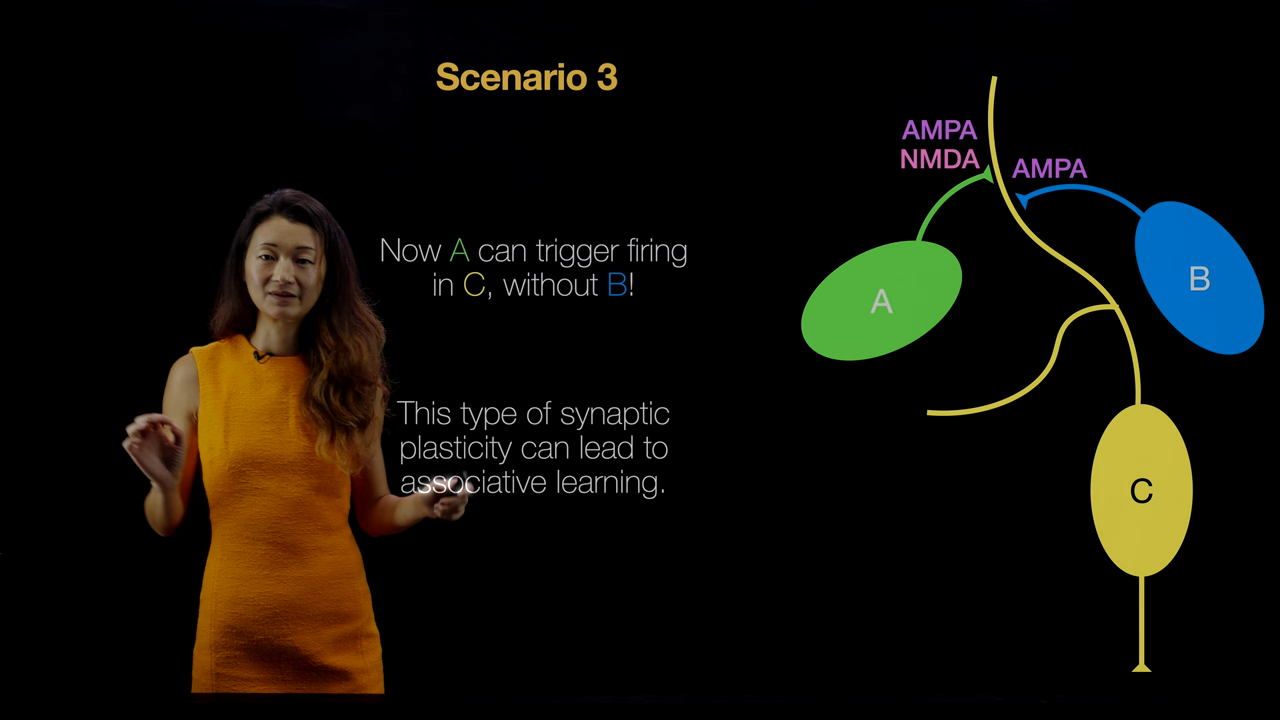 Scenario 3
AMPA
NMDA
AMPA
Now A can trigger firing
in C, without B!
A
B
This type of synaptic
plasticity can lead to
associative learning.
C